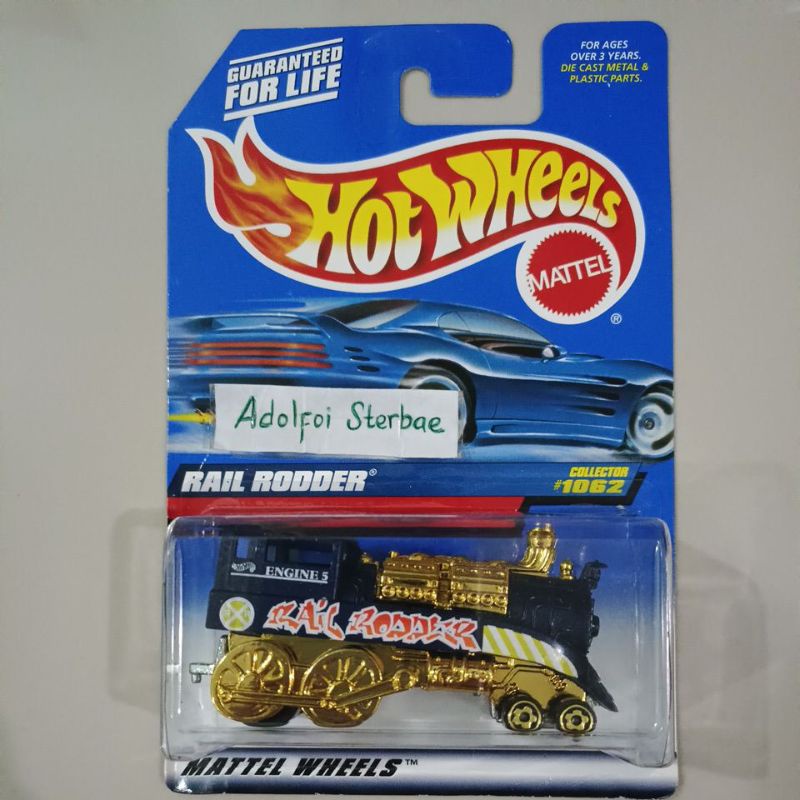 GUARANTEED
FOR LIFE
FOR AGES
OVER 3 YEARS.
DIE CAST METAL &
PLASTIC PARTS.
HOT WHEELS
MATTEL
®
Adolfoi Sterbae
RAIL RODDER®
COLLECTOR
#1062
ENGINE 5
RAIL RODDER
MATTEL WHEELS™